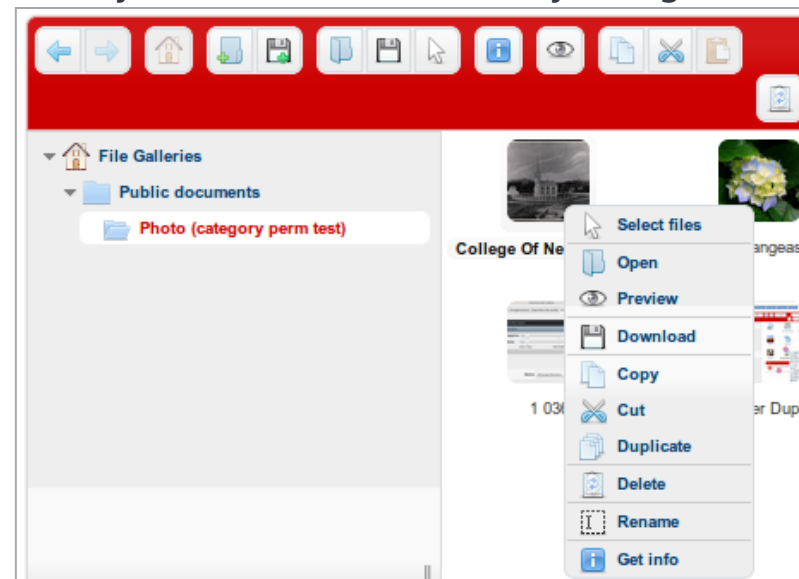 File Galleries
Public documents
Photo (category perm test)
College Of Ne
Select files
Open
Preview
Download
Copy
Cut
Duplicate
Delete
Rename
Get info
1 036
er Dup